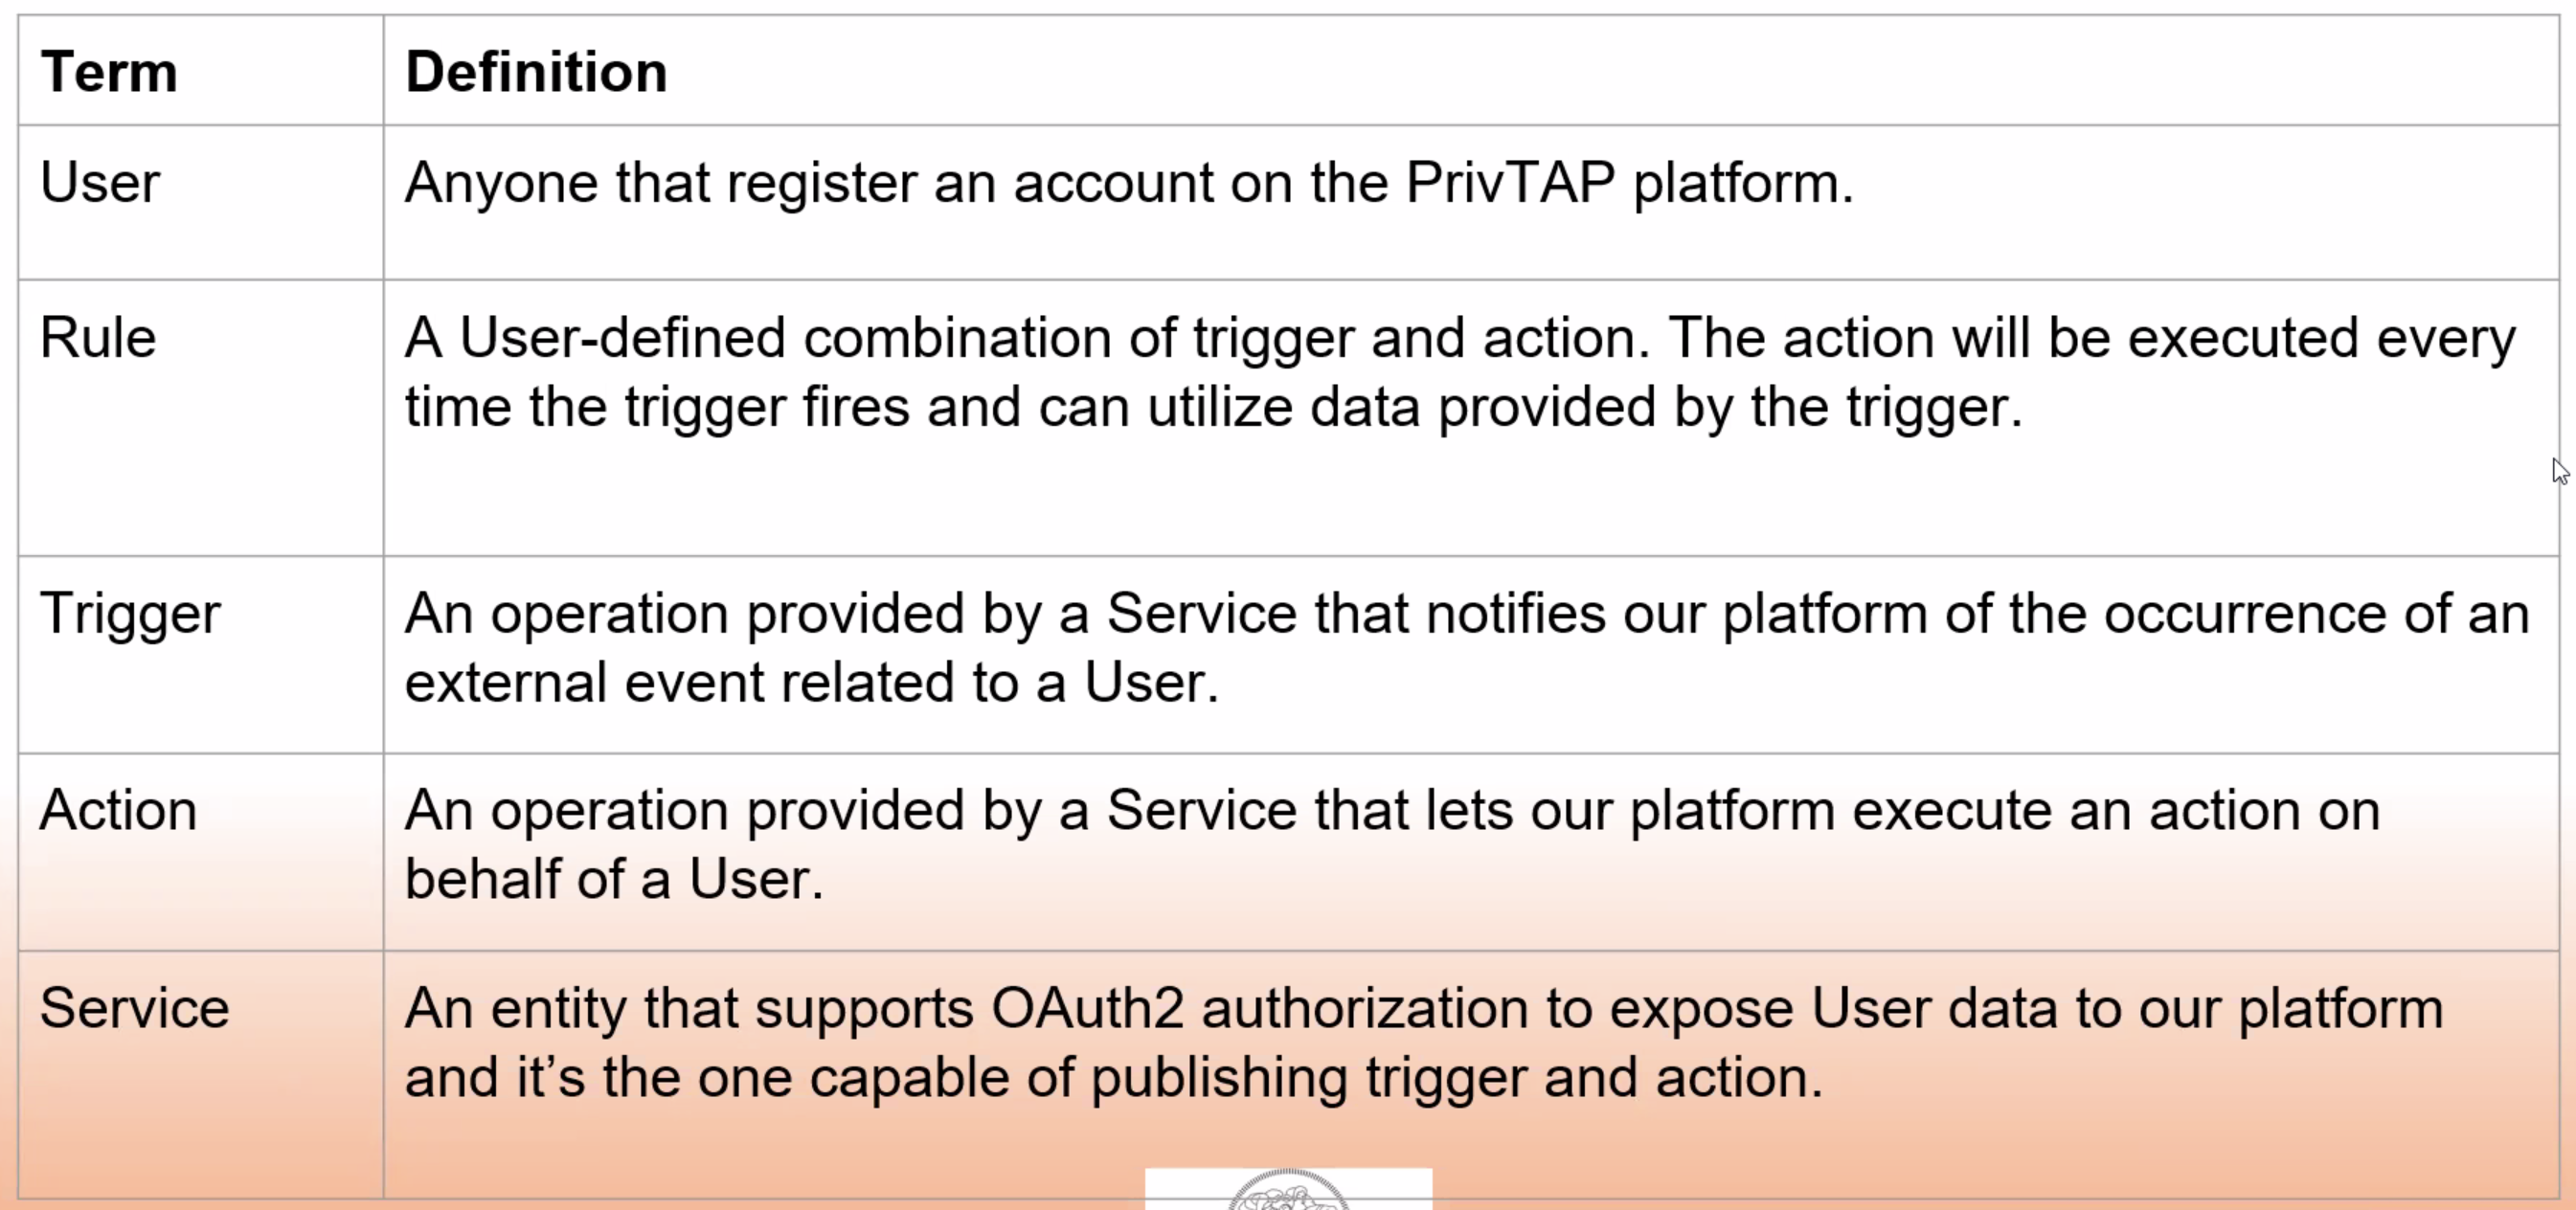 Term
Definition
User
Anyone that register an account on the PrivTAP platform.
Rule
A User-defined combination of trigger and action. The action will be executed every
time the trigger fires and can utilize data provided by the trigger.
Trigger
An operation provided by a Service that notifies our platform of the occurrence of an
external event related to a User.
Action
An operation provided by a Service that lets our platform execute an action on
behalf of a User.
Service
An entity that supports OAuth2 authorization to expose User data to our platform
and it’s the one capable of publishing trigger and action.